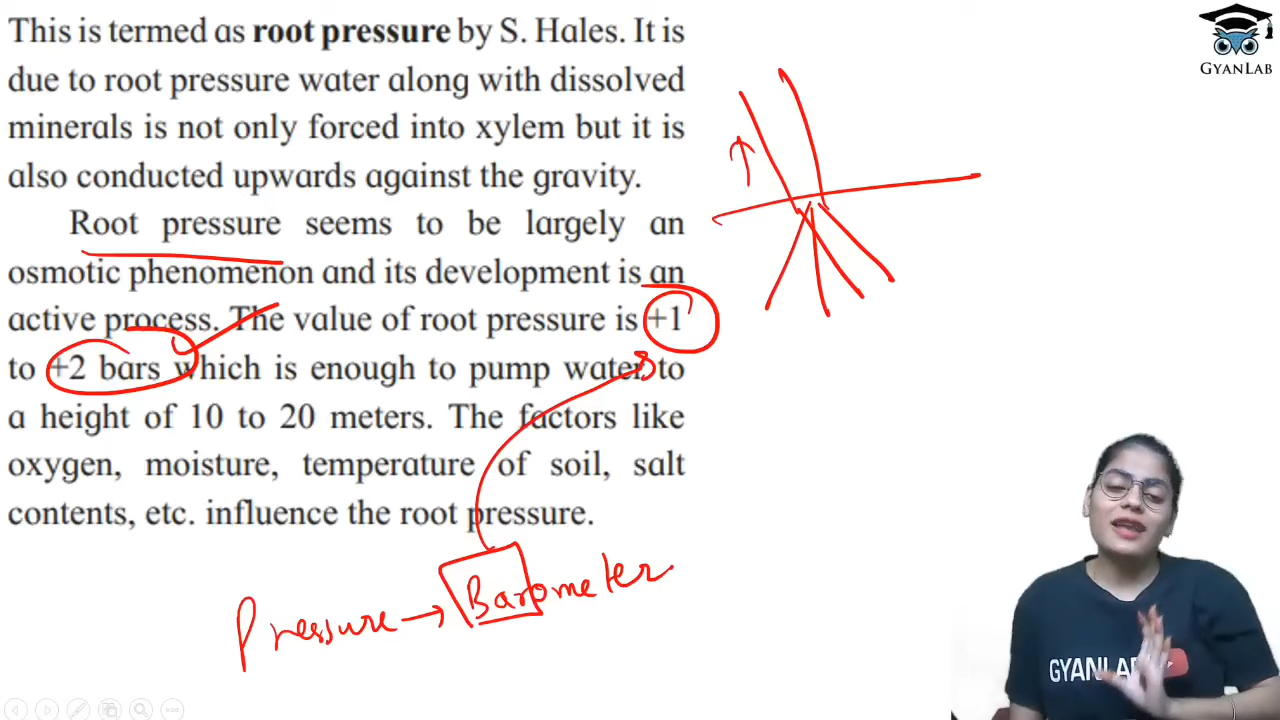 This is termed as root pressure by S. Hales. It is
due to root pressure water along with dissolved
minerals is not only forced into xylem but it is
also conducted upwards against the gravity.
Root pressure seems to be largely an
osmotic phenomenon and its development is an
active process. The value of root pressure is +1
to +2 bars which is enough to pump water to
a height of 10 to 20 meters. The factors like
oxygen, moisture, temperature of soil, salt
contents, etc. influence the root pressure.
Pressure → Barometer
GYANLAB
GYANLAB